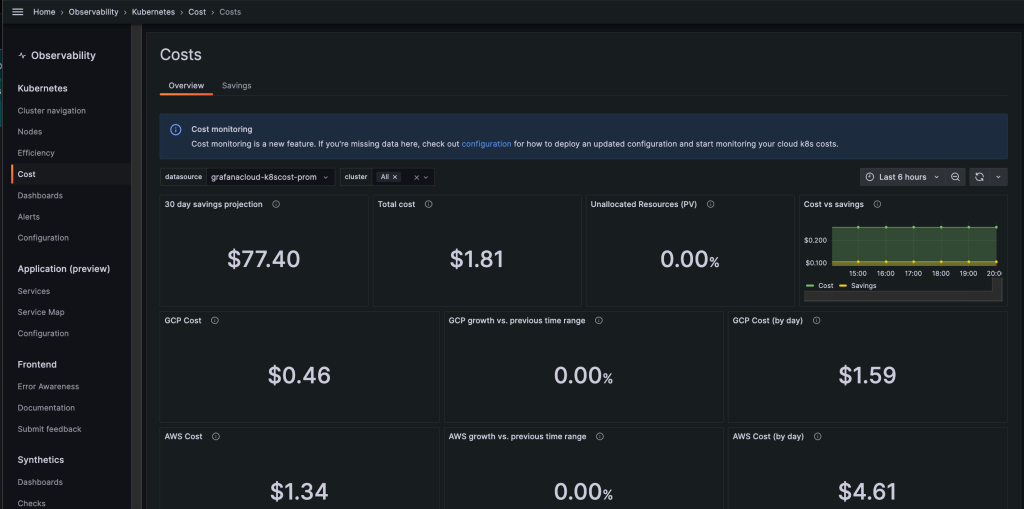 Home › Observability › Kubernetes › Cost › Costs
Observability
Kubernetes
Cluster navigation
Nodes
Efficiency
Cost
Dashboards
Alerts
Configuration
Application (preview)
Services
Service Map
Configuration
Frontend
Error Awareness
Documentation
Submit feedback
Synthetics
Dashboards
Checks
Costs
Overview Savings
Cost monitoring
Cost monitoring is a new feature. If you're missing data here, check out configuration for how to deploy an updated configuration and start monitoring your cloud k8s costs.
datasource grafanacloud-k8scost-prom cluster All Last 6 hours
30 day savings projection
$77.40
Total cost
$1.81
Unallocated Resources (PV)
0.00%
Cost vs savings
$0.200
$0.100
15:00 16:00 17:00 18:00 19:00 20:0
Cost Savings
GCP Cost
$0.46
GCP growth vs. previous time range
0.00%
GCP Cost (by day)
$1.59
AWS Cost
$1.34
AWS growth vs. previous time range
0.00%
AWS Cost (by day)
$4.61